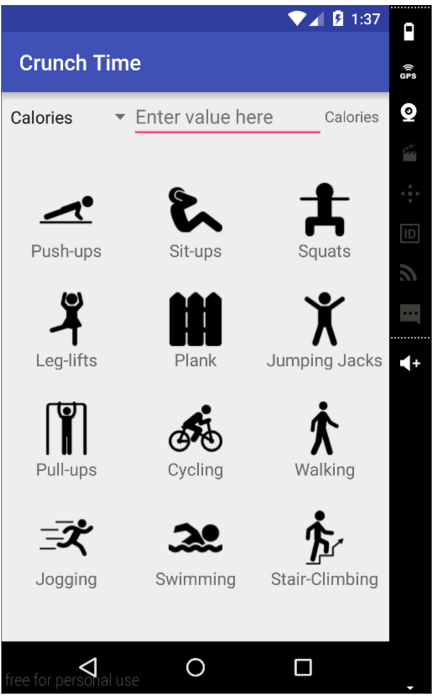 1:37
Crunch Time
GPS
Calories Enter value here Calories
ID
Push-ups Sit-ups Squats
Leg-lifts Plank Jumping Jacks
Pull-ups Cycling Walking
Jogging Swimming Stair-Climbing
free for personal use